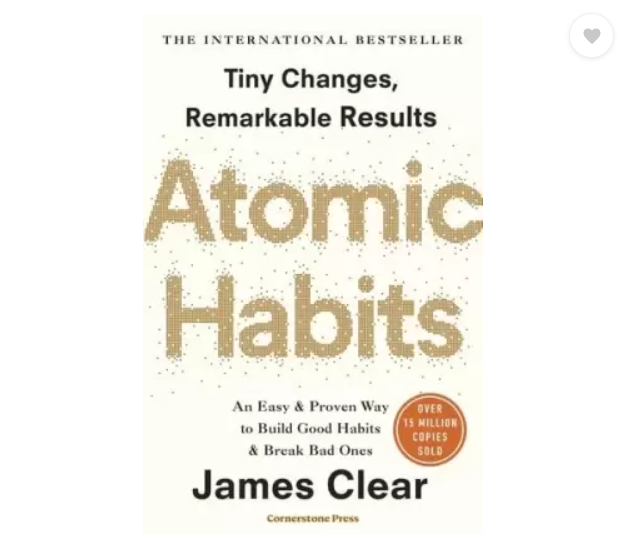 THE INTERNATIONAL BESTSELLER
Tiny Changes,
Remarkable Results
Atomic
Habits
An Easy & Proven Way
to Build Good Habits
& Break Bad Ones
OVER
15 MILLION
COPIES
SOLD
James Clear
Cornerstone Press